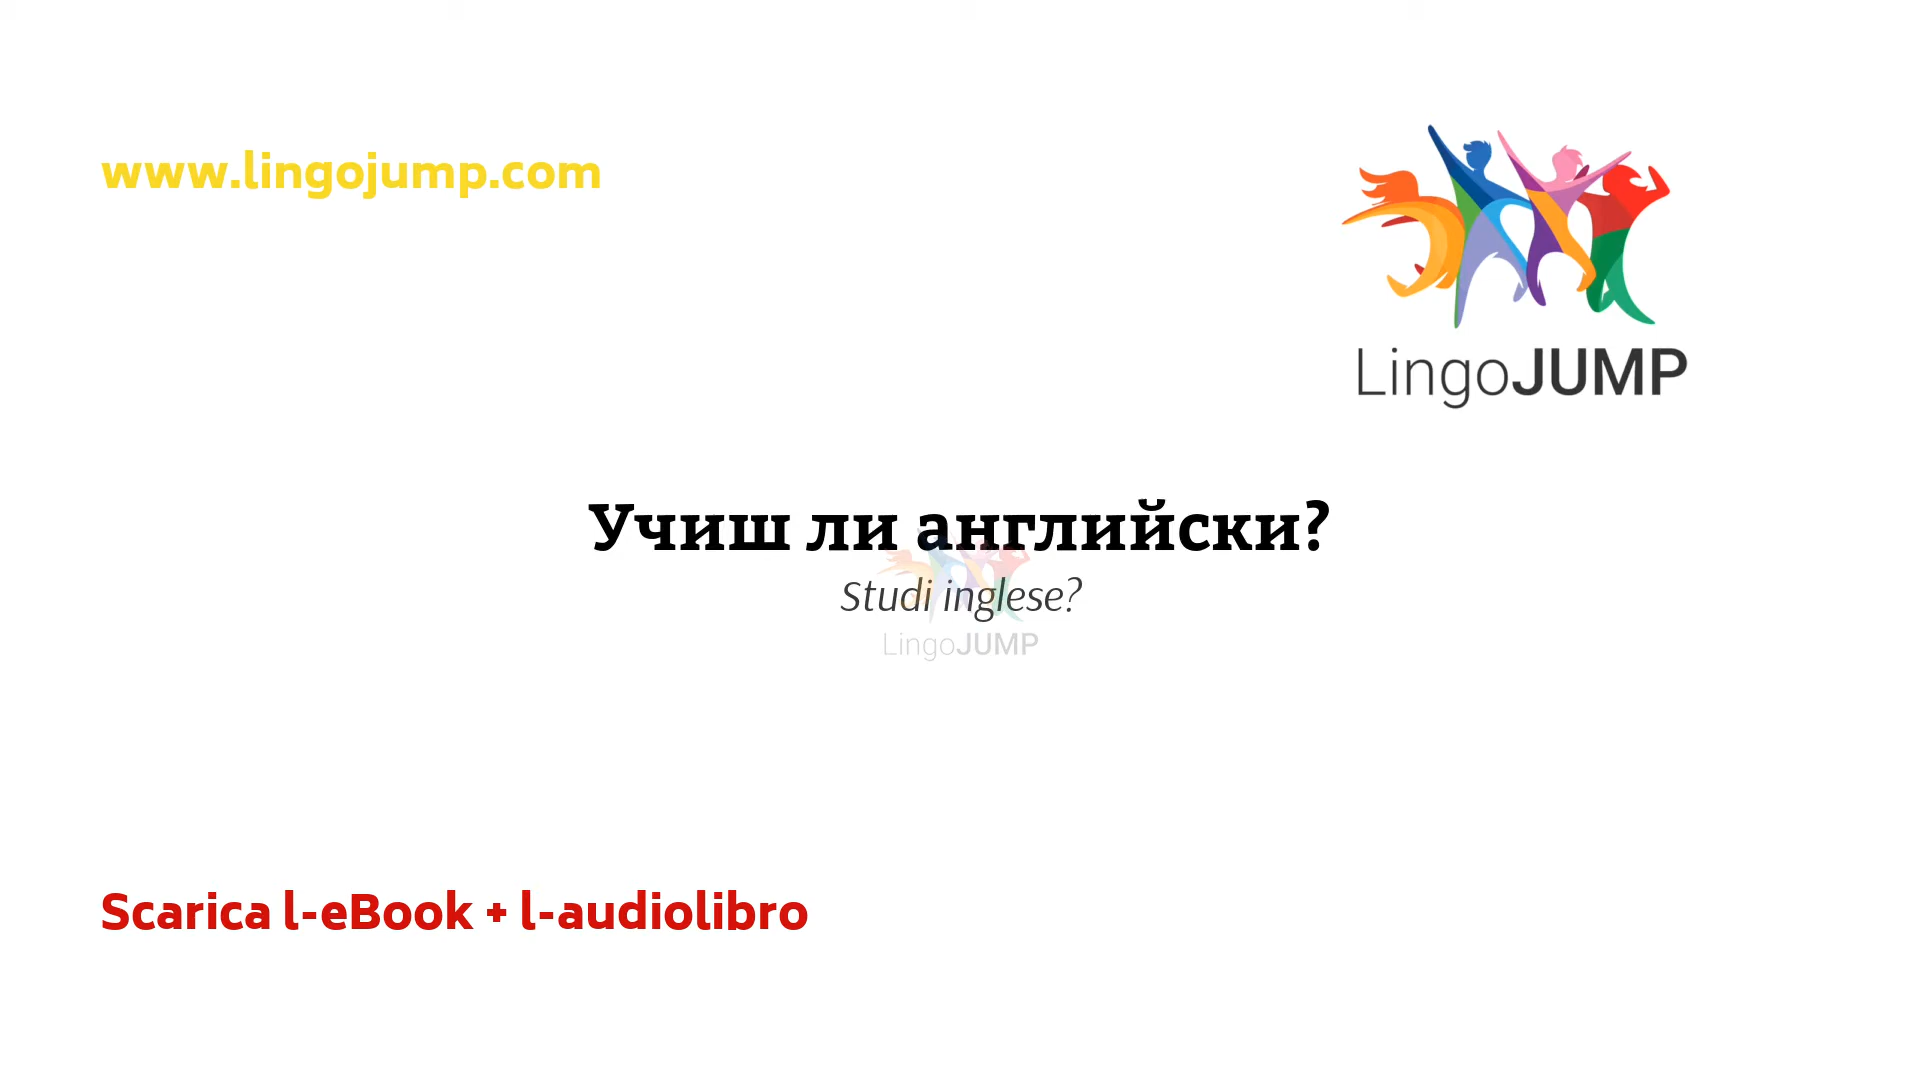 www.lingojump.com
LingoJUMP
Учиш ли английски?
Studi inglese?
LingoJUMP
Scarica l-eBook + l-audiolibro